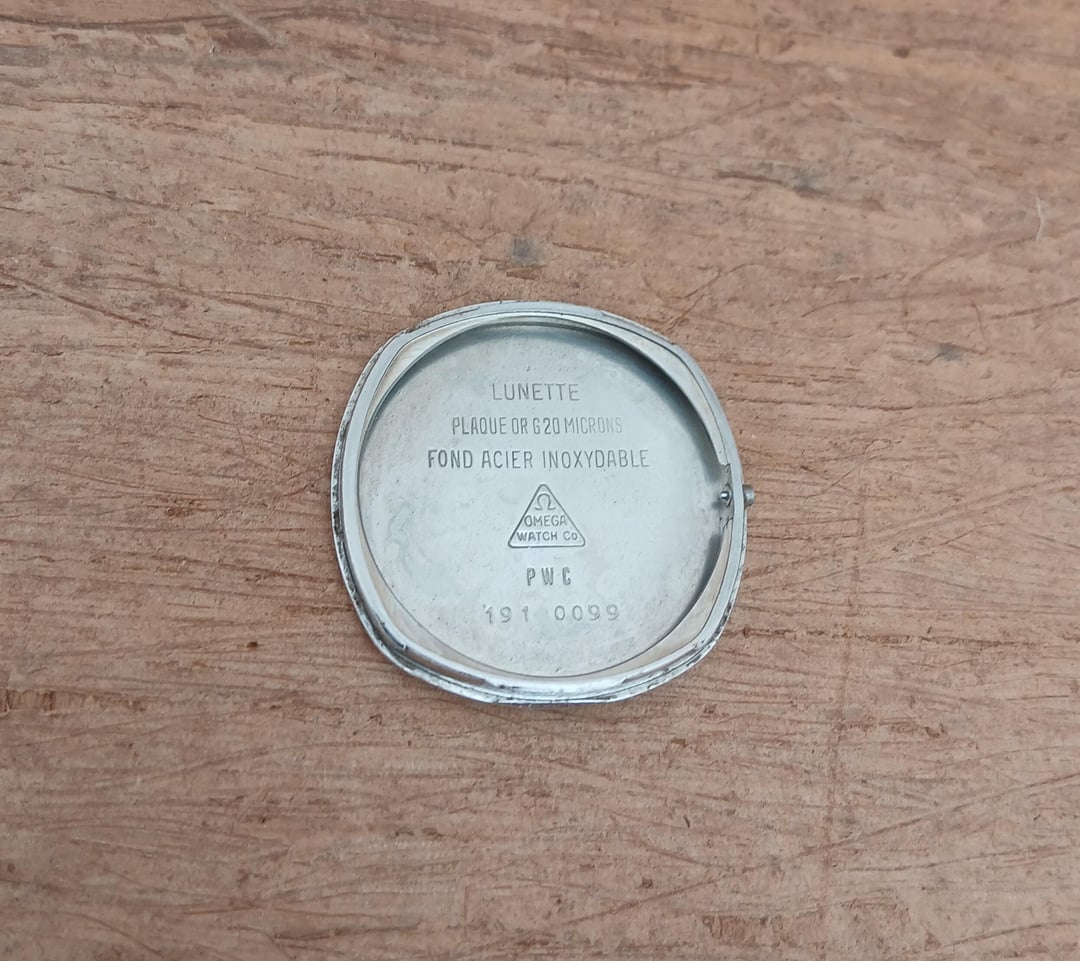 LUNETTE
PLAQUE OR G 20 MICRONS
FOND ACIER INOXYDABLE
Ω
OMEGA
WATCH Co
PWC
191 0099